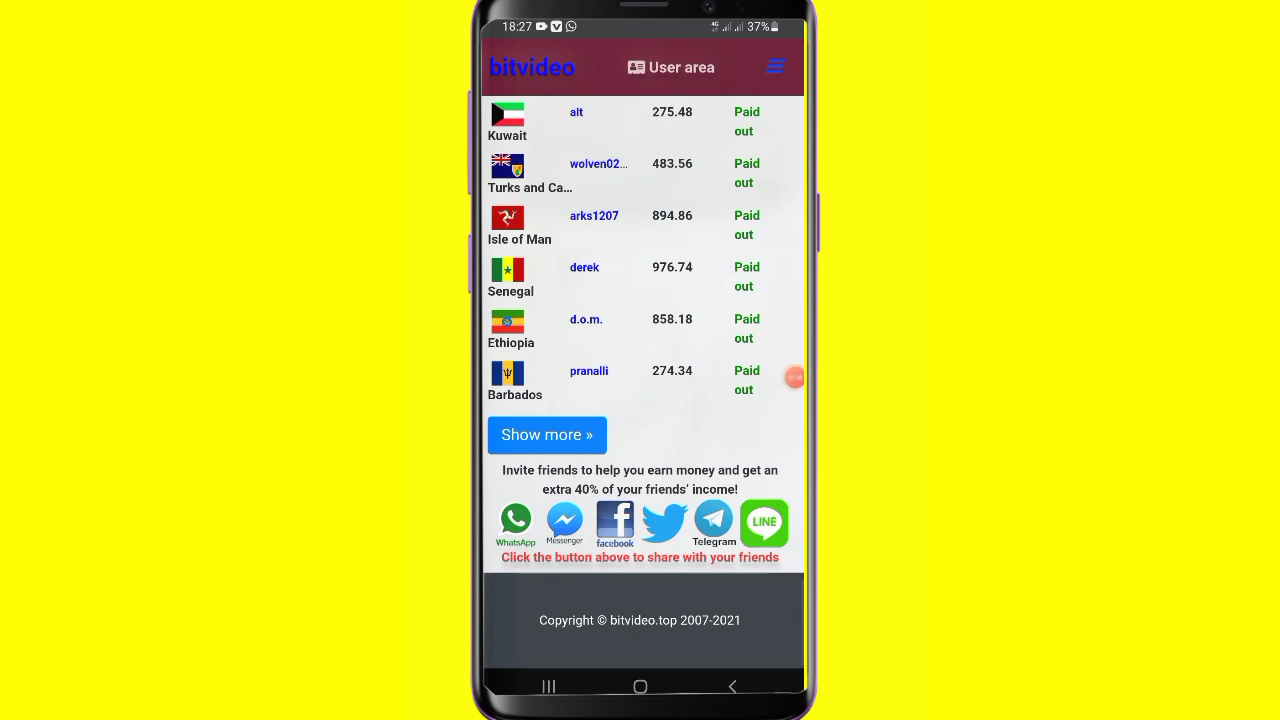 18:27
4G 37%
bitvideo User area
alt 275.48 Paid out
Kuwait
wolven02... 483.56 Paid out
Turks and Ca...
arks1207 894.86 Paid out
Isle of Man
derek 976.74 Paid out
Senegal
d.o.m. 858.18 Paid out
Ethiopia
pranalli 274.34 Paid out
Barbados
Show more »
Invite friends to help you earn money and get an
extra 40% of your friends' income!
WhatsApp Messenger facebook Telegram LINE
Click the button above to share with your friends
Copyright © bitvideo.top 2007-2021